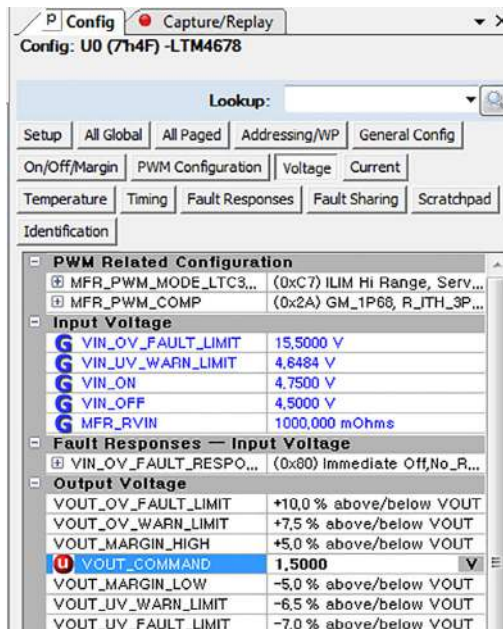 Config Capture/Replay
Config: U0 (7'h4F) -LTM4678
Lookup:
Setup All Global All Paged Addressing/WP General Config
On/Off/Margin PWM Configuration Voltage Current
Temperature Timing Fault Responses Fault Sharing Scratchpad
Identification
PWM Related Configuration
MFR_PWM_MODE_LTC3... (0xC7) ILIM Hi Range, Serv...
MFR_PWM_COMP (0x2A) GM_1P68, R_ITH_3P...
Input Voltage
G VIN_OV_FAULT_LIMIT 15,5000 V
G VIN_UV_WARN_LIMIT 4,6484 V
G VIN_ON 4,7500 V
G VIN_OFF 4,5000 V
G MFR_RVIN 1000,000 mOhms
Fault Responses — Input Voltage
VIN_OV_FAULT_RESPO... (0x80) Immediate Off,No_R...
Output Voltage
VOUT_OV_FAULT_LIMIT +10,0 % above/below VOUT
VOUT_OV_WARN_LIMIT +7,5 % above/below VOUT
VOUT_MARGIN_HIGH +5,0 % above/below VOUT
U VOUT_COMMAND 1,5000 V
VOUT_MARGIN_LOW -5,0 % above/below VOUT
VOUT_UV_WARN_LIMIT -6,5 % above/below VOUT
VOUT_UV_FAULT_LIMIT -7,0 % above/below VOUT